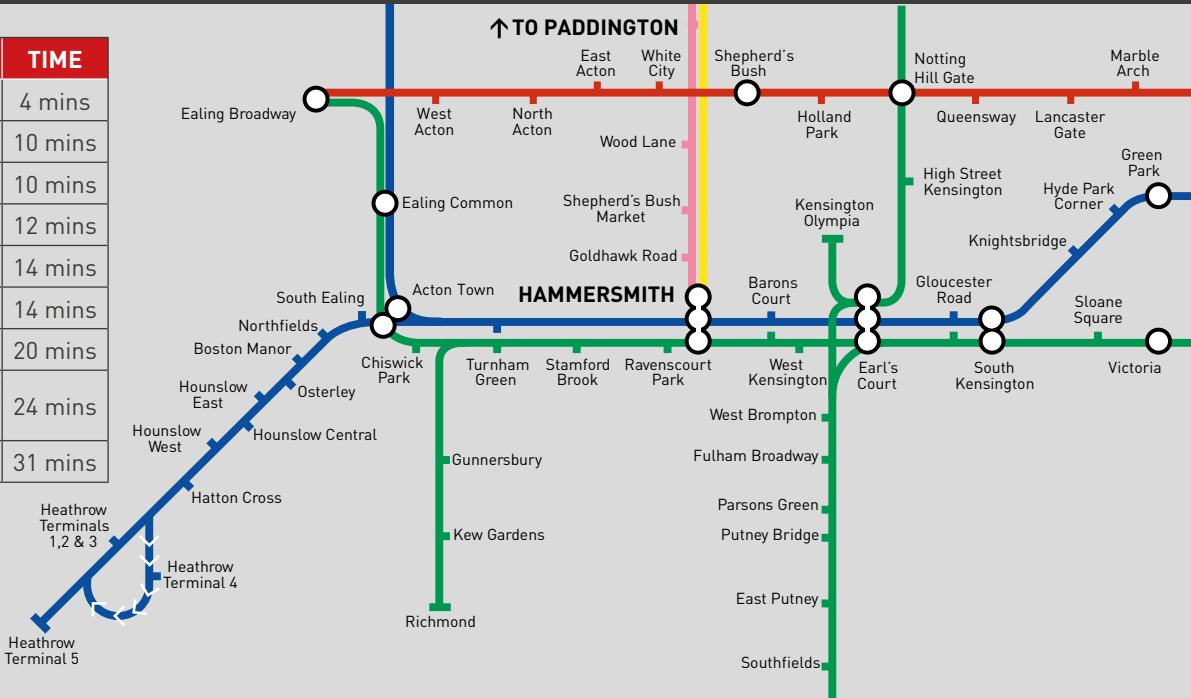 TIME
4 mins
10 mins
10 mins
12 mins
14 mins
14 mins
20 mins
24 mins
31 mins
↑ TO PADDINGTON
East
Acton
White
City
Shepherd's
Bush
Notting
Hill Gate
Marble
Arch
Ealing Broadway
West
Acton
North
Acton
Holland
Park
Queensway
Lancaster
Gate
Wood Lane
Green
Park
High Street
Kensington
Hyde Park
Corner
Ealing Common
Shepherd's Bush
Market
Kensington
Olympia
Knightsbridge
Goldhawk Road
South Ealing
Acton Town
HAMMERSMITH
Barons
Court
Gloucester
Road
Sloane
Square
Northfields
Boston Manor
Chiswick
Park
Turnham
Green
Stamford
Brook
Ravenscourt
Park
West
Kensington
Earl's
Court
South
Kensington
Victoria
Hounslow
East
Osterley
West Brompton
Hounslow
West
Hounslow Central
Gunnersbury
Fulham Broadway
Hatton Cross
Parsons Green
Heathrow
Terminals
1,2 & 3
Kew Gardens
Putney Bridge
Heathrow
Terminal 4
East Putney
Richmond
Heathrow
Terminal 5
Southfields